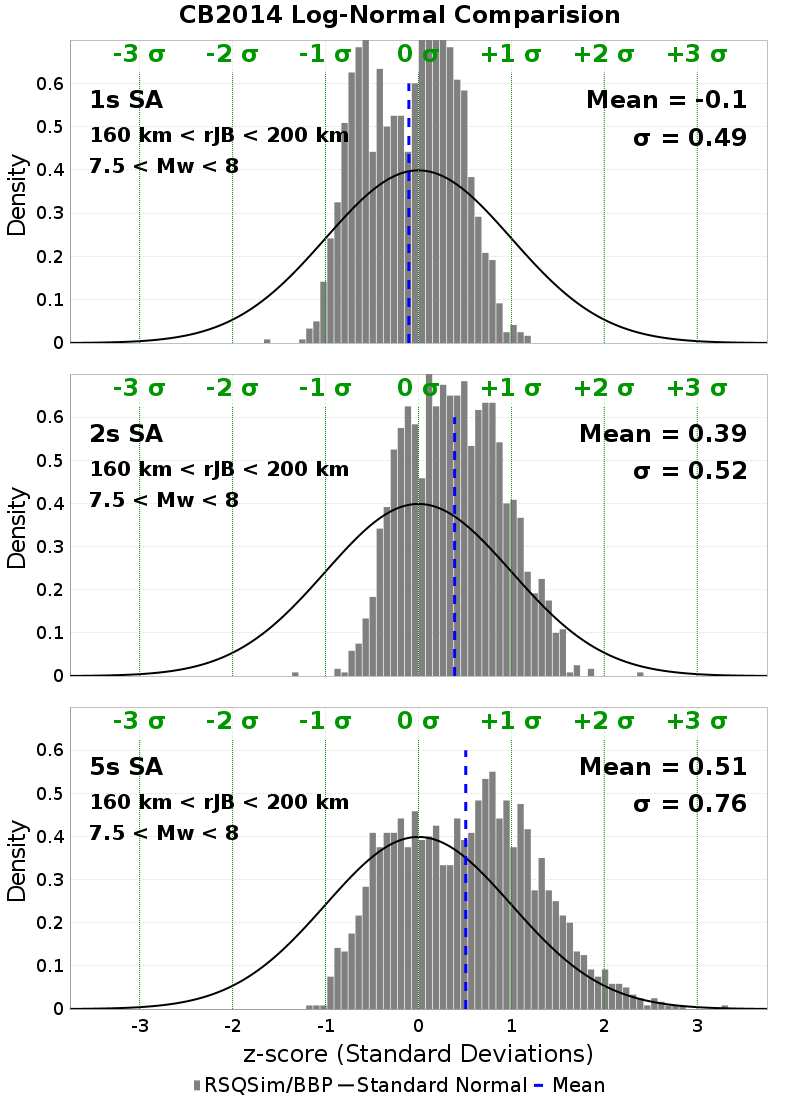 CB2014 Log-Normal Comparision
-3 σ -2 σ -1 σ 0 σ +1 σ +2 σ +3 σ
1s SA
160 km < rJB < 200 km
7.5 < Mw < 8
Mean = -0.1
σ = 0.49
Density
0.6
0.5
0.4
0.3
0.2
0.1
0
-3 σ -2 σ -1 σ 0 σ +1 σ +2 σ +3 σ
2s SA
160 km < rJB < 200 km
7.5 < Mw < 8
Mean = 0.39
σ = 0.52
Density
0.6
0.5
0.4
0.3
0.2
0.1
0
-3 σ -2 σ -1 σ 0 σ +1 σ +2 σ +3 σ
5s SA
160 km < rJB < 200 km
7.5 < Mw < 8
Mean = 0.51
σ = 0.76
Density
0.6
0.5
0.4
0.3
0.2
0.1
0
-3 -2 -1 0 1 2 3
z-score (Standard Deviations)
RSQSim/BBP Standard Normal Mean